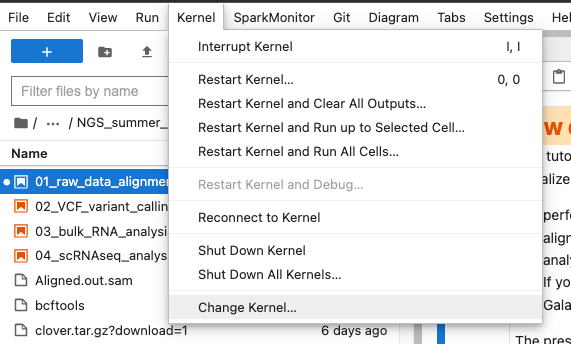 File Edit View Run Kernel SparkMonitor Git Diagram Tabs Settings
Interrupt Kernel I, I
Filter files by name
Restart Kernel... 0, 0
Restart Kernel and Clear All Outputs...
/ ... / NGS_summer_
Restart Kernel and Run up to Selected Cell...
Name
Restart Kernel and Run All Cells...
01_raw_data_alignmen
Restart Kernel and Debug...
02_VCF_variant_callin
Reconnect to Kernel
03_bulk_RNA_analysi
04_scRNAseq_analys
Shut Down Kernel
Aligned.out.sam
Shut Down All Kernels...
bcftools
Change Kernel...
clover.tar.gz?download=1 6 days ago
tuto
alize
perf
align
analy
If yo
Gala
The pres